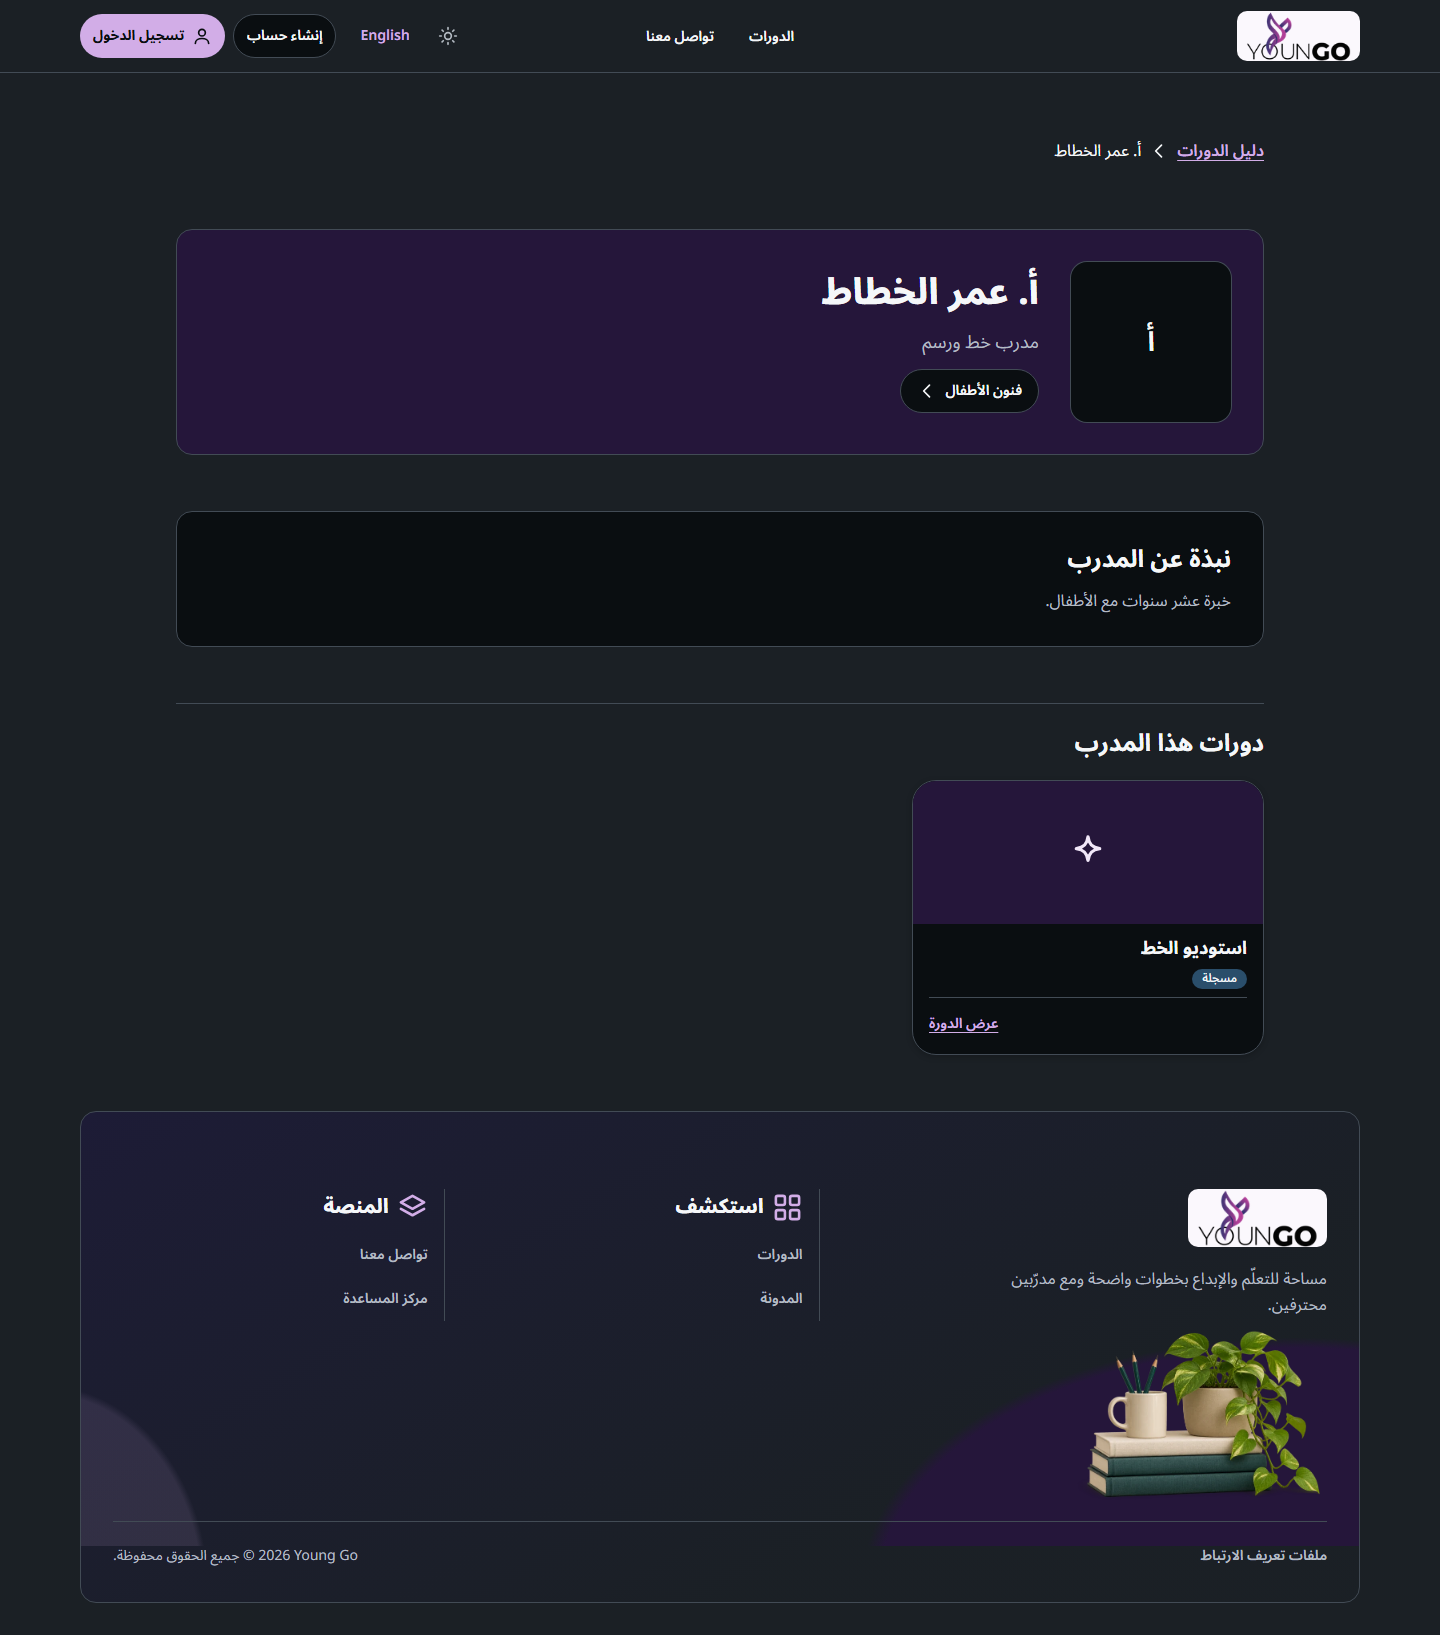 YOUNGO
الدورات
تواصل معنا
English
إنشاء حساب
تسجيل الدخول
دليل الدورات
أ. عمر الخطاط
أ
أ. عمر الخطاط
مدرب خط ورسم
فنون الأطفال
نبذة عن المدرب
خبرة عشر سنوات مع الأطفال.
دورات هذا المدرب
استوديو الخط
مسجلة
عرض الدورة
YOUNGO
مساحة للتعلّم والإبداع بخطوات واضحة ومع مدرّبين
محترفين.
استكشف
الدورات
المدونة
المنصة
تواصل معنا
مركز المساعدة
ملفات تعريف الارتباط
Young Go 2026 © جميع الحقوق محفوظة.